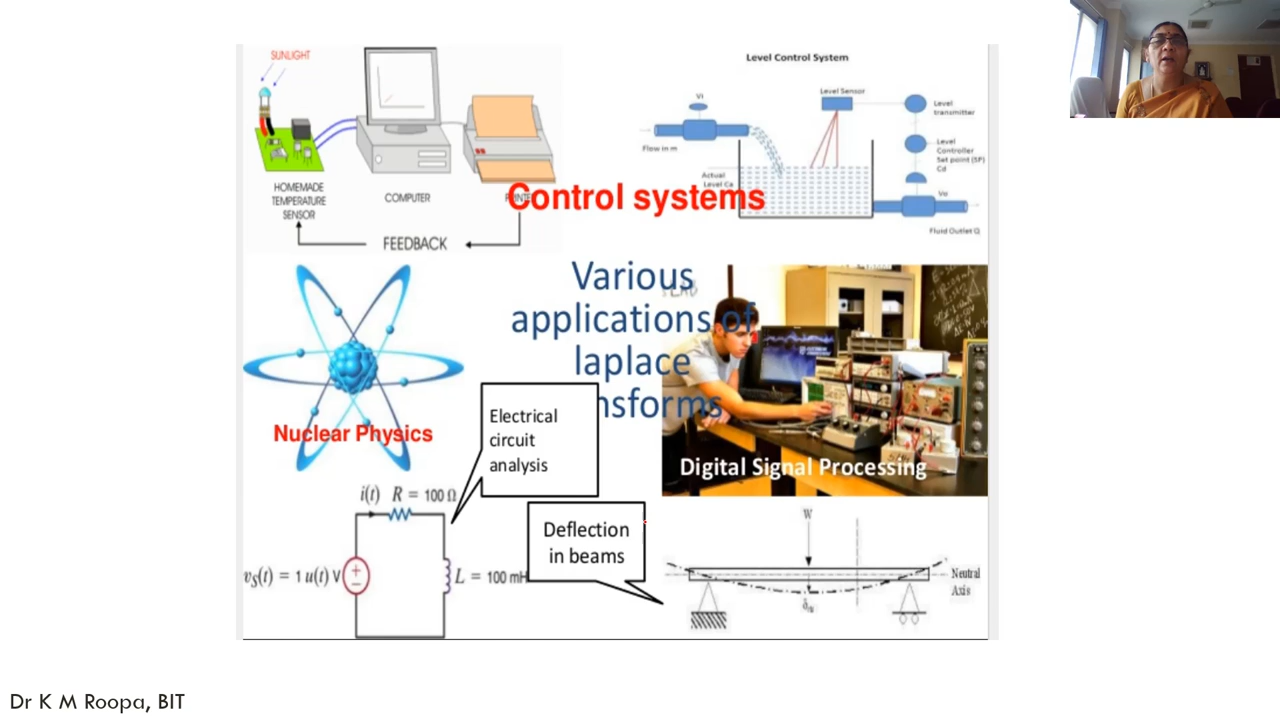 SUNLIGHT
HOMEMADE
TEMPERATURE
SENSOR
COMPUTER
FEEDBACK
Level Control System
Vi
Level Sensor
Level
transmitter
Flow in m
Level
Controller
Set point (SP)
Cd
Actual
Level Ca
Vo
Fluid Outlet Q
Control systems
Various
applications of
laplace
nsforms
Nuclear Physics
Electrical
circuit
analysis
Digital Signal Processing
i(t) R = 100 Ω
vs(t) = 1 u(t) V
+
−
L = 100 mH
Deflection
in beams
W
Neutral
Axis
Dr K M Roopa, BIT